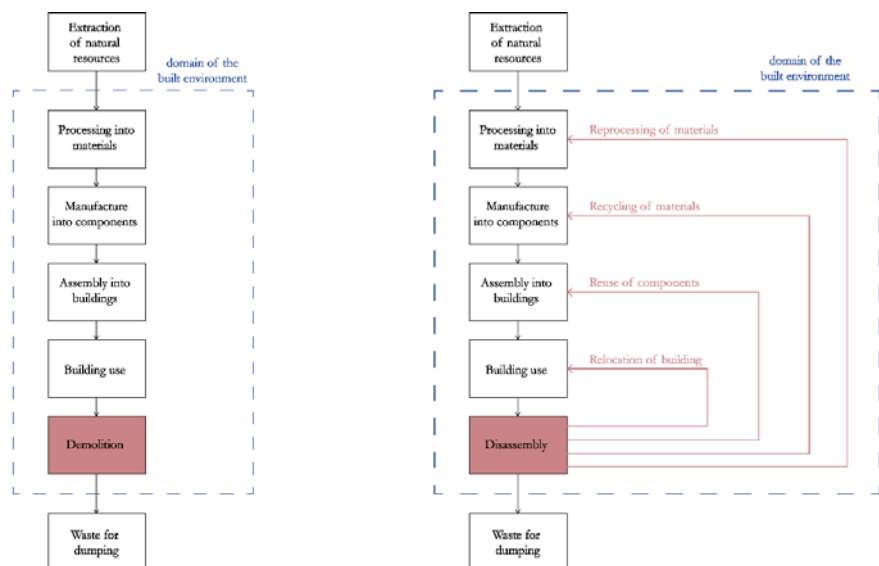 Extraction
of natural
resources
domain of the
built environment
Processing into
materials
Manufacture
into components
Assembly into
buildings
Building use
Demolition
Waste for
dumping
Extraction
of natural
resources
domain of the
built environment
Processing into
materials
Reprocessing of materials
Manufacture
into components
Recycling of materials
Assembly into
buildings
Reuse of components
Relocation of building
Building use
Disassembly
Waste for
dumping